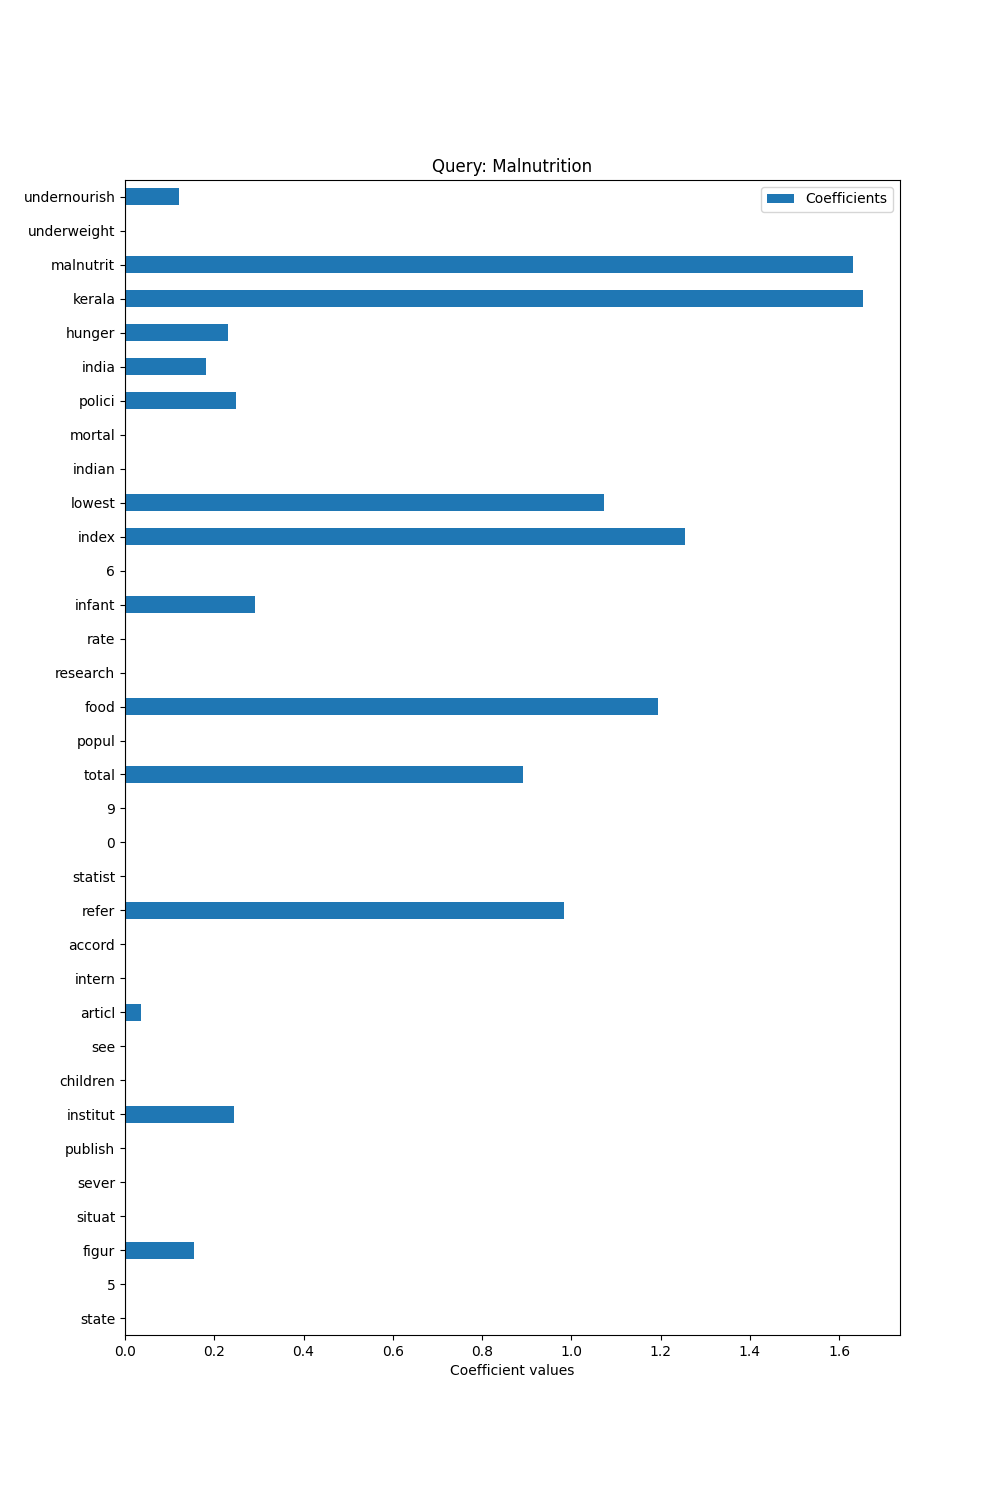 Query: Malnutrition
Coefficients
undernourish
underweight
malnutrit
kerala
hunger
india
polici
mortal
indian
lowest
index
6
infant
rate
research
food
popul
total
9
0
statist
refer
accord
intern
articl
see
children
institut
publish
sever
situat
figur
5
state
0.0 0.2 0.4 0.6 0.8 1.0 1.2 1.4 1.6
Coefficient values